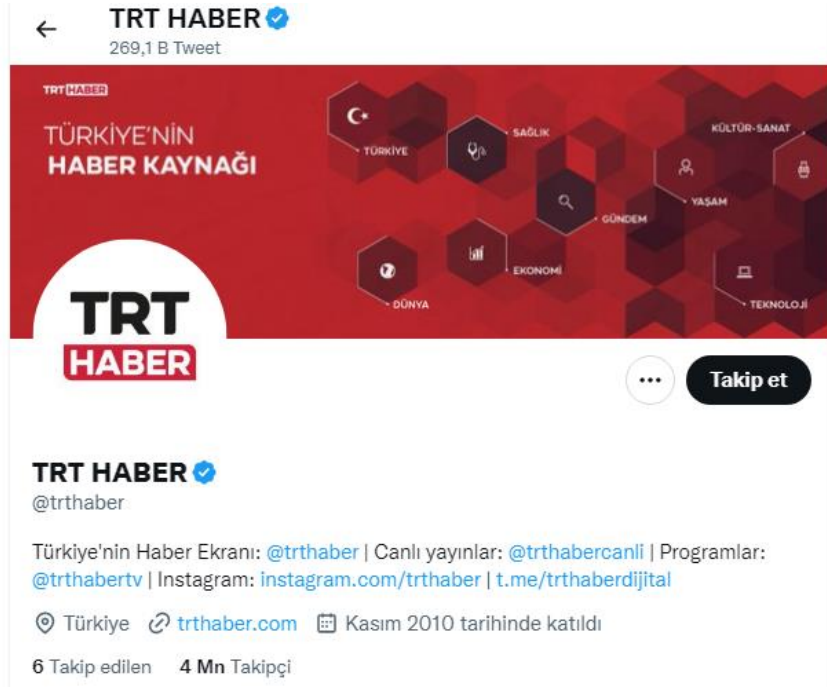 TRT HABER
269,1 B Tweet
TRT HABER
TÜRKİYE'NİN
HABER KAYNAĞI
TÜRKİYE
SAĞLIK
KÜLTÜR-SANAT
YAŞAM
GÜNDEM
EKONOMİ
DÜNYA
TEKNOLOJİ
TRT
HABER
Takip et
TRT HABER
@trthaber
Türkiye'nin Haber Ekranı: @trthaber | Canlı yayınlar: @trthabercanli | Programlar:
@trthabertv | Instagram: instagram.com/trthaber | t.me/trthaberdijital
Türkiye trthaber.com Kasım 2010 tarihinde katıldı
6 Takip edilen 4 Mn Takipçi